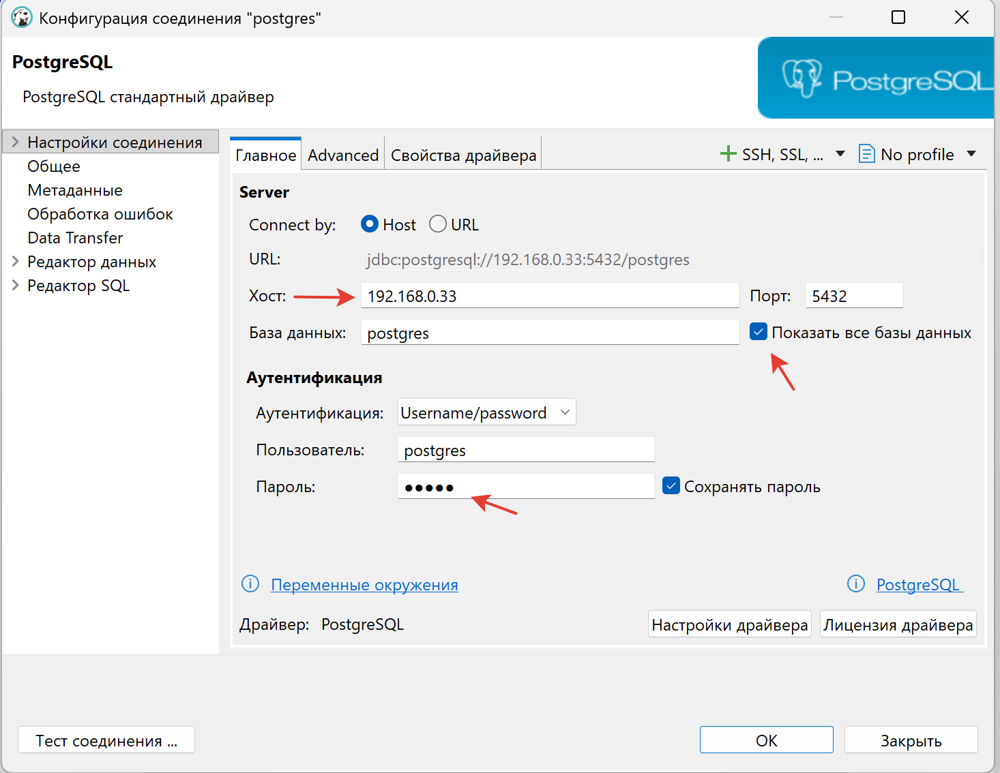 Конфигурация соединения "postgres"
PostgreSQL
PostgreSQL стандартный драйвер
PostgreSQL
Настройки соединения
Общее
Метаданные
Обработка ошибок
Data Transfer
Редактор данных
Редактор SQL
Главное Advanced Свойства драйвера SSH, SSL, ... No profile
Server
Connect by: Host URL
URL: jdbc:postgresql://192.168.0.33:5432/postgres
Хост: 192.168.0.33 Порт: 5432
База данных: postgres Показать все базы данных
Аутентификация
Аутентификация: Username/password
Пользователь: postgres
Пароль: ●●●●● Сохранять пароль
Переменные окружения PostgreSQL
Драйвер: PostgreSQL Настройки драйвера Лицензия драйвера
Тест соединения ... ОК Закрыть